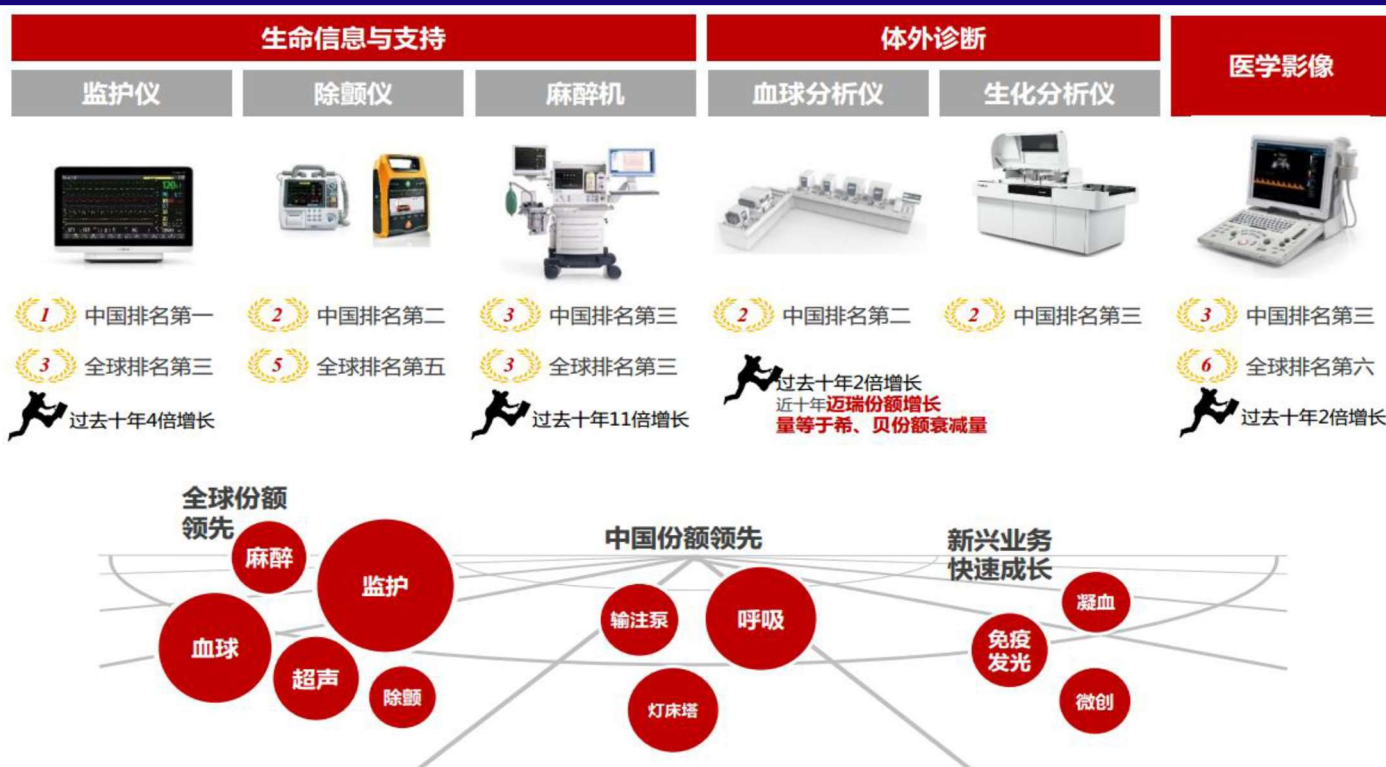 生命信息与支持
体外诊断
医学影像
监护仪
除颤仪
麻醉机
血球分析仪
生化分析仪
1 中国排名第一
2 中国排名第二
3 中国排名第三
2 中国排名第二
2 中国排名第三
3 中国排名第三
3 全球排名第三
5 全球排名第五
3 全球排名第三
6 全球排名第六
过去十年4倍增长
过去十年11倍增长
过去十年2倍增长
近十年迈瑞份额增长
量等于希、贝份额衰减量
过去十年2倍增长
全球份额
领先
麻醉
监护
血球
超声
除颤
中国份额领先
输注泵
呼吸
灯床塔
新兴业务
快速成长
凝血
免疫
发光
微创